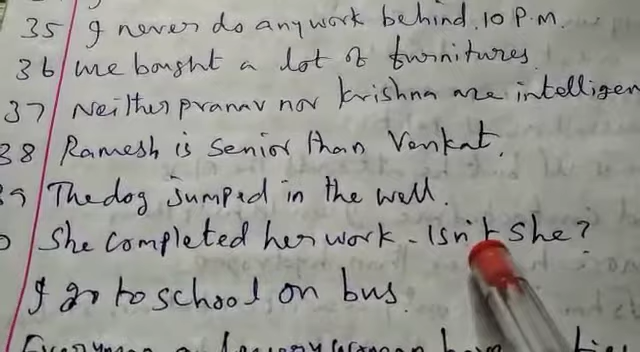 35 I never do any work behind 10 P.M.
36 we bought a lot of furnitures.
37 Neither pranav nor Krishna are intelligen
38 Ramesh is senior than Venkat.
9 The dog jumped in the well.
0 She completed her work - Isn't she?
I go to school on bus.